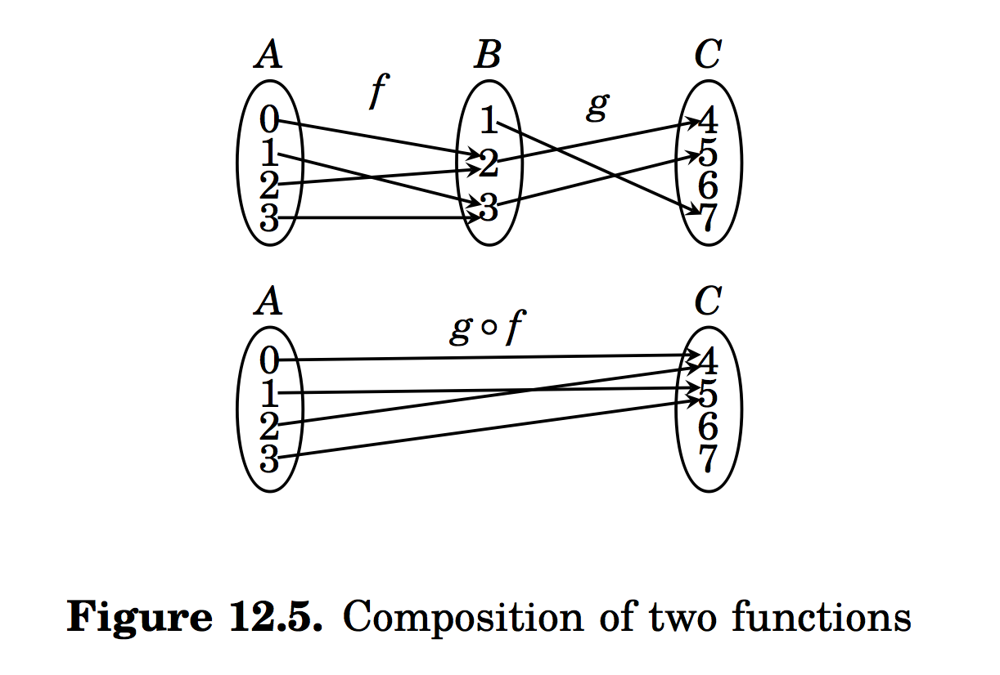 A B C
f g
0 1 4
1 2 5
2 3 6
3 7
A C
g ∘ f
0 4
1 5
2 6
3 7
Figure 12.5. Composition of two functions